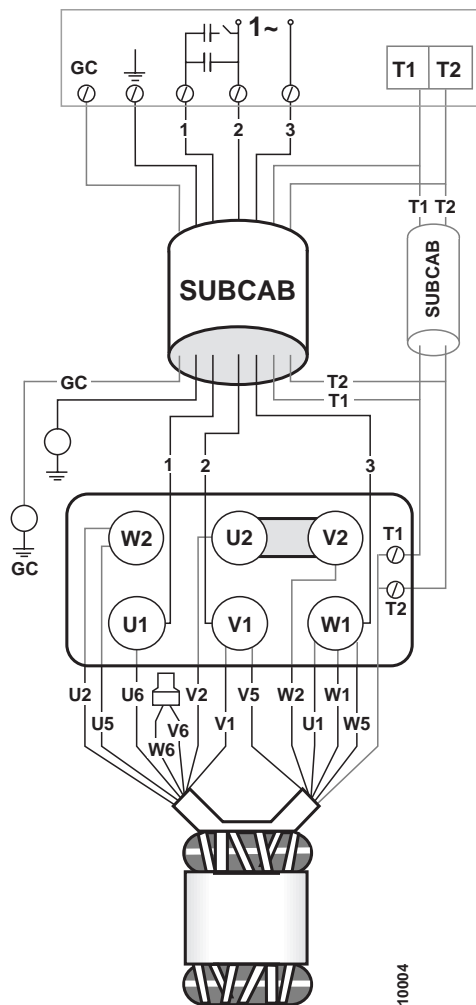 1~
GC
T1 T2
1 2 3
T1 T2
SUBCAB
SUBCAB
GC
T2
T1
1 2 3
GC
W2 U2 V2
T1
U1 V1 W1
T2
U2 U6 V2 V5 W2 W1
U5 V6 V1 U1 W5
W6
10004